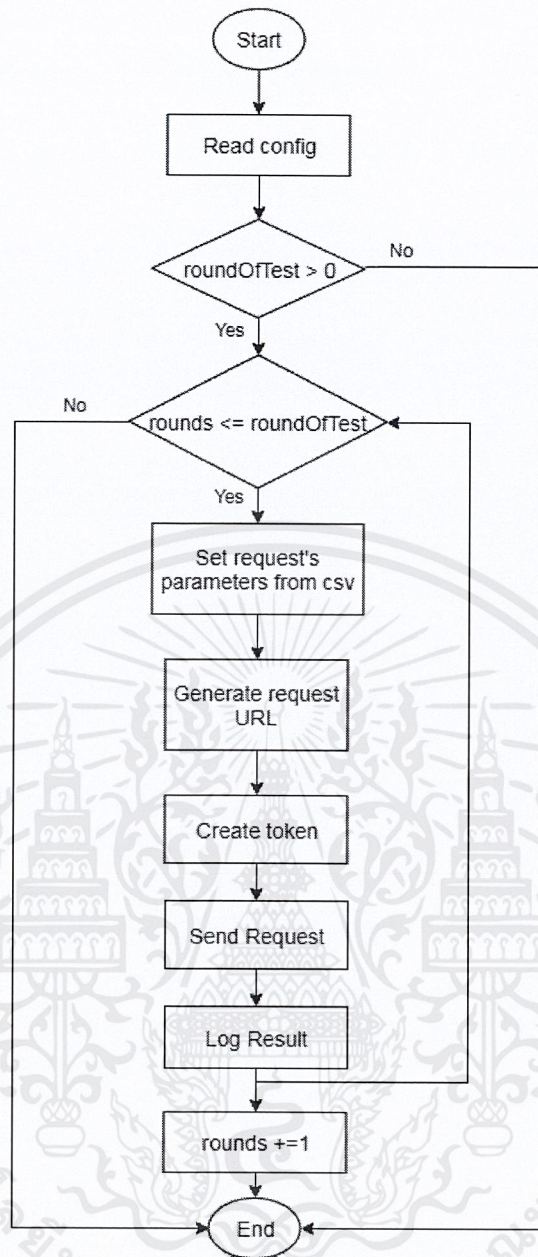 Start
Read config
roundOfTest > 0
No
Yes
No
rounds <= roundOfTest
Yes
Set request's
parameters from csv
Generate request
URL
Create token
Send Request
Log Result
rounds +=1
End